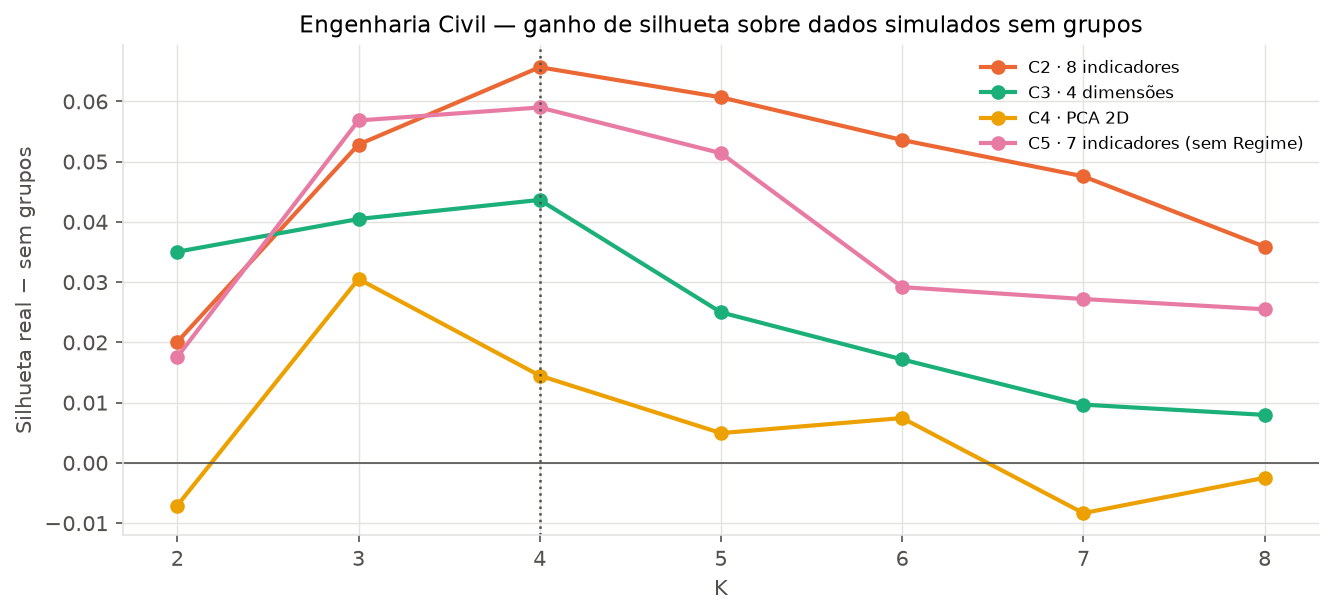 Engenharia Civil — ganho de silhueta sobre dados simulados sem grupos
C2 · 8 indicadores
C3 · 4 dimensões
C4 · PCA 2D
C5 · 7 indicadores (sem Regime)
Silhueta real − sem grupos
0.06
0.05
0.04
0.03
0.02
0.01
0.00
−0.01
2 3 4 5 6 7 8
K